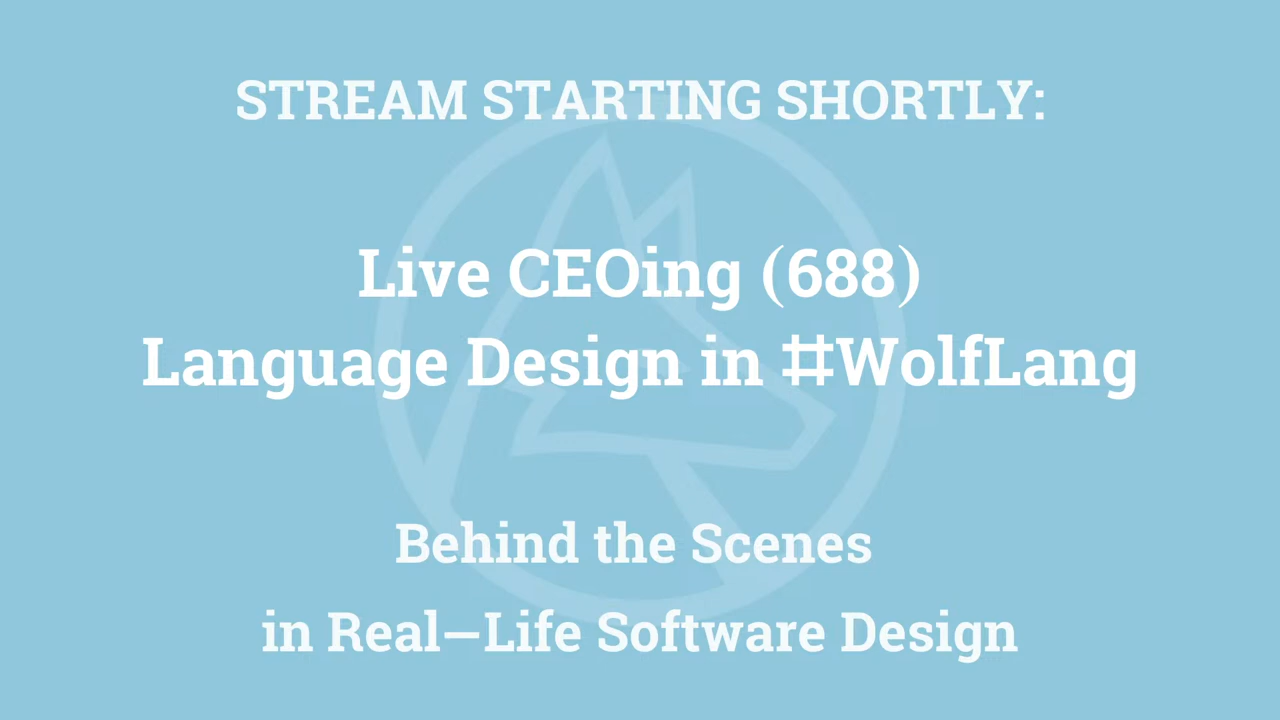 STREAM STARTING SHORTLY:
Live CEOing (688)
Language Design in #WolfLang
Behind the Scenes
in Real—Life Software Design